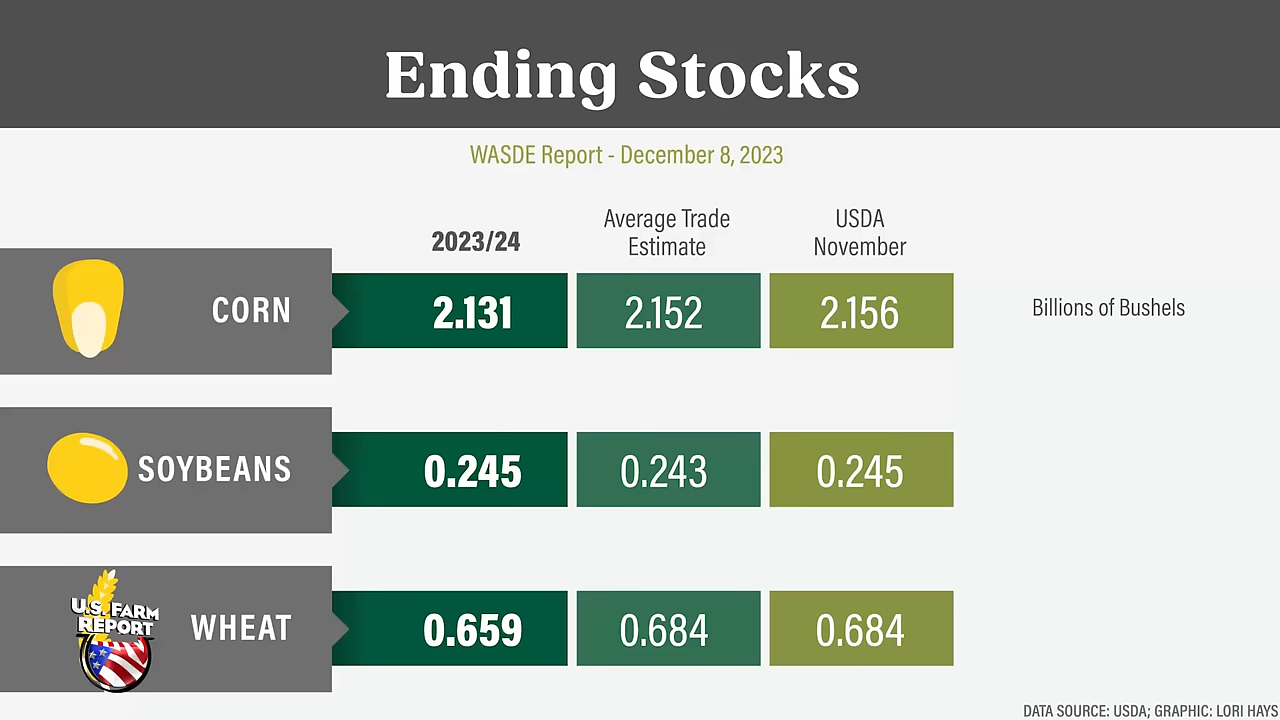 Ending Stocks
WASDE Report - December 8, 2023
2023/24
Average Trade
Estimate
USDA
November
CORN
2.131
2.152
2.156
Billions of Bushels
SOYBEANS
0.245
0.243
0.245
U.S. FARM
REPORT
WHEAT
0.659
0.684
0.684
DATA SOURCE: USDA; GRAPHIC: LORI HAYS